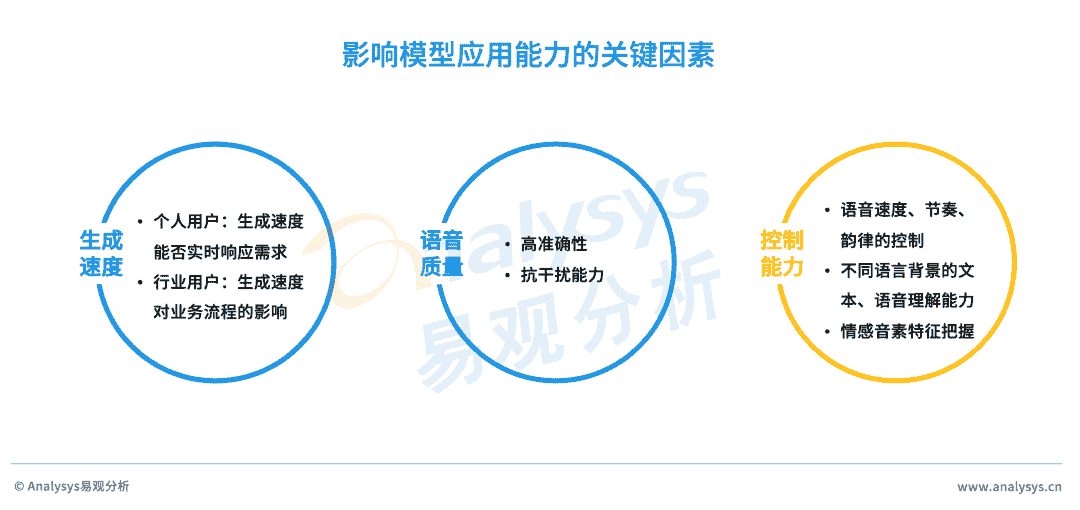 影响模型应用能力的关键因素
生成
速度
• 个人用户：生成速度
能否实时响应需求
• 行业用户：生成速度
对业务流程的影响
语音
质量
• 高准确性
• 抗干扰能力
控制
能力
• 语音速度、节奏、
韵律的控制
• 不同语言背景的文
本、语音理解能力
• 情感音素特征把握
analysys
易观分析
© Analysys易观分析
www.analysys.cn